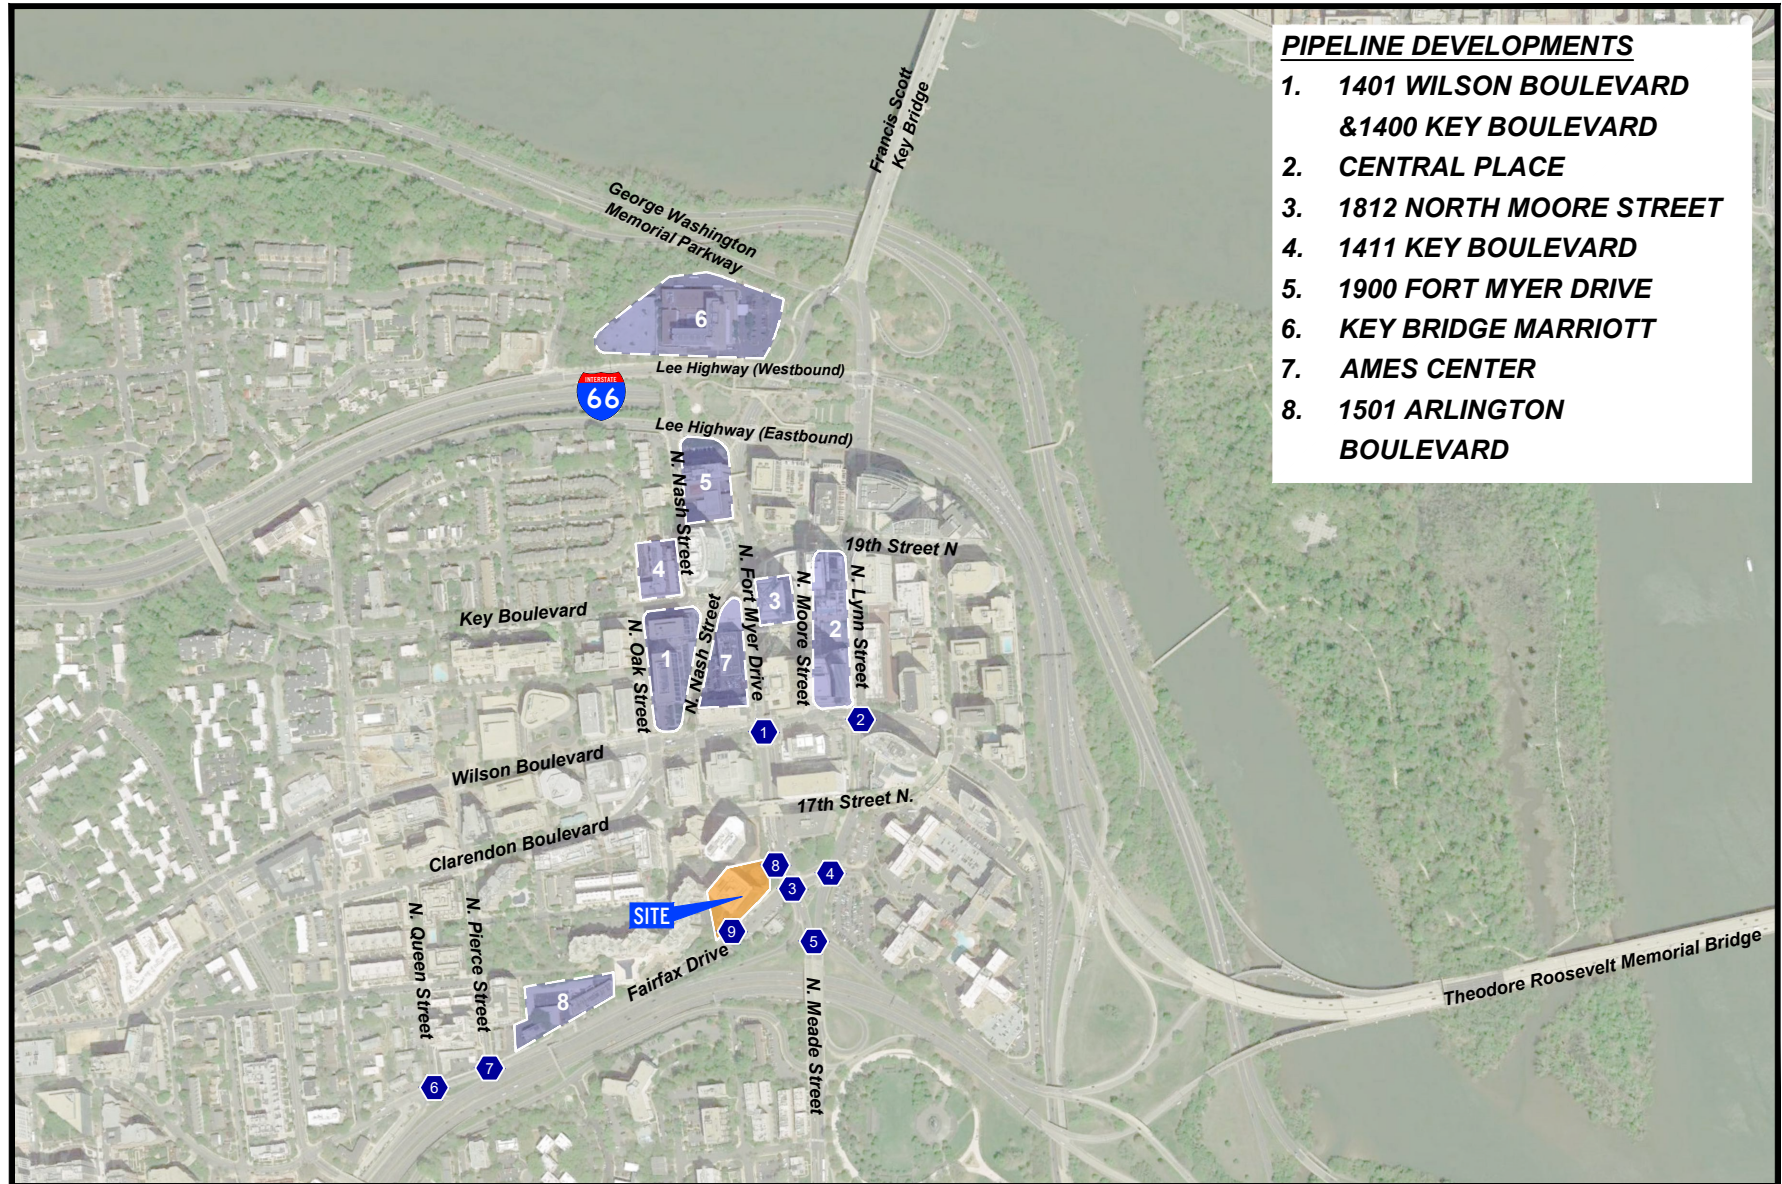 PIPELINE DEVELOPMENTS
1. 1401 WILSON BOULEVARD
&1400 KEY BOULEVARD
2. CENTRAL PLACE
3. 1812 NORTH MOORE STREET
4. 1411 KEY BOULEVARD
5. 1900 FORT MYER DRIVE
6. KEY BRIDGE MARRIOTT
7. AMES CENTER
8. 1501 ARLINGTON
BOULEVARD
Francis Scott
Key Bridge
George Washington
Memorial Parkway
6
Lee Highway (Westbound)
INTERSTATE
66
Lee Highway (Eastbound)
N. Nash Street
5
19th Street N
4
N. Fort Myer Drive
3
N. Moore Street
2
N. Lynn Street
Key Boulevard
N. Oak Street
1
N. Nash Street
7
1
2
Wilson Boulevard
17th Street N.
Clarendon Boulevard
8
3
4
SITE
9
5
N. Queen Street
N. Pierce Street
Fairfax Drive
8
N. Meade Street
Theodore Roosevelt Memorial Bridge
7
6